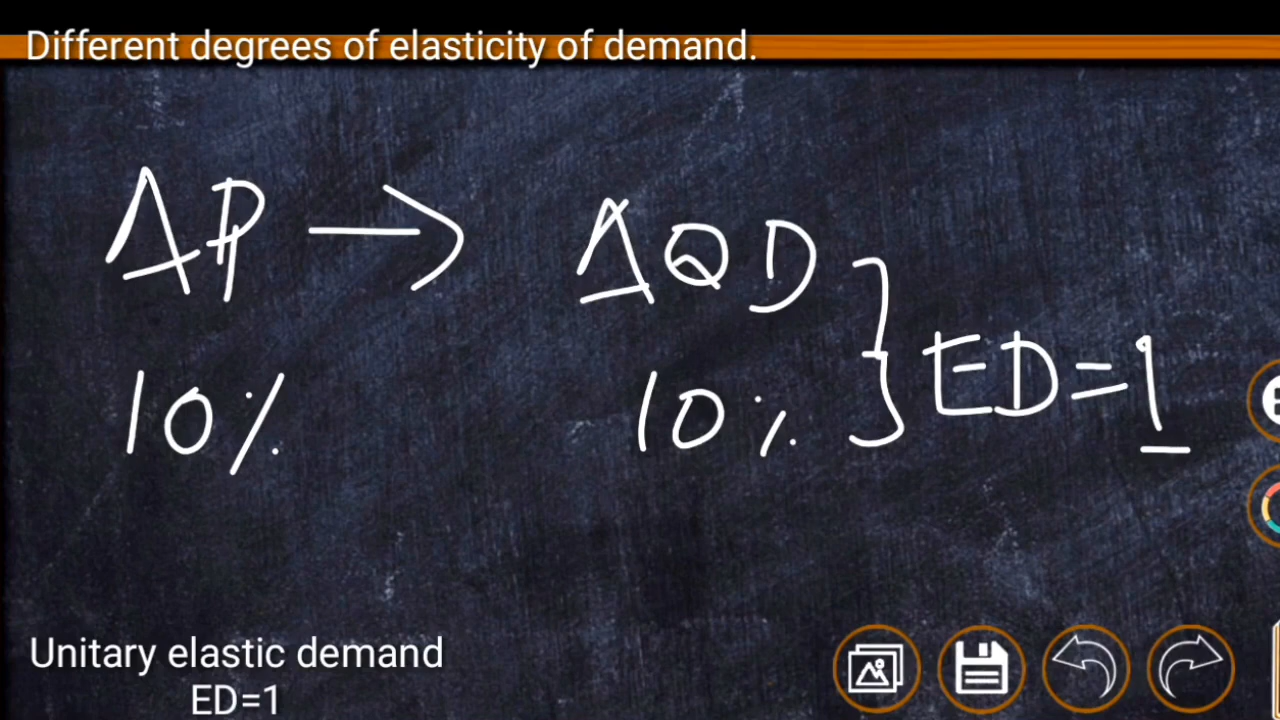 Different degrees of elasticity of demand.
ΔP → ΔQD
10% 10% } ED=1
Unitary elastic demand
ED=1